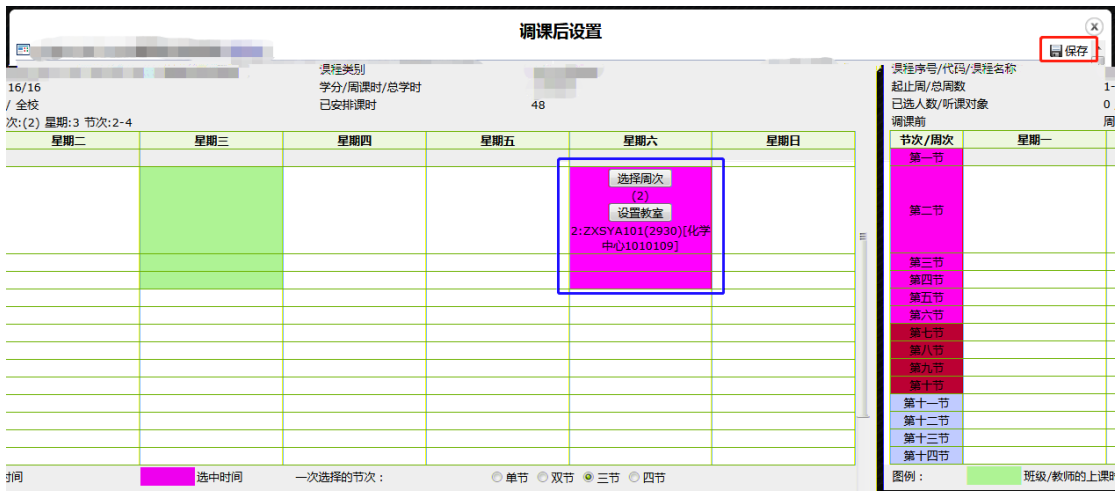 调课后设置
保存
课程类别
课程序号/代码/课程名称
16/16
学分/周课时/总学时
起止周/总周数
1-
/ 全校
已安排课时
48
已选人数/听课对象
0
次:(2) 星期:3 节次:2-4
调课前
周
星期二
星期三
星期四
星期五
星期六
星期日
节次/周次
星期一
选择周次
(2)
设置教室
2:ZXSYA101(2930)[化学
中心1010109]
第一节
第二节
第三节
第四节
第五节
第六节
第七节
第八节
第九节
第十节
第十一节
第十二节
第十三节
第十四节
时间
选中时间
一次选择的节次：
单节
双节
三节
四节
图例：
班级/教师的上课时